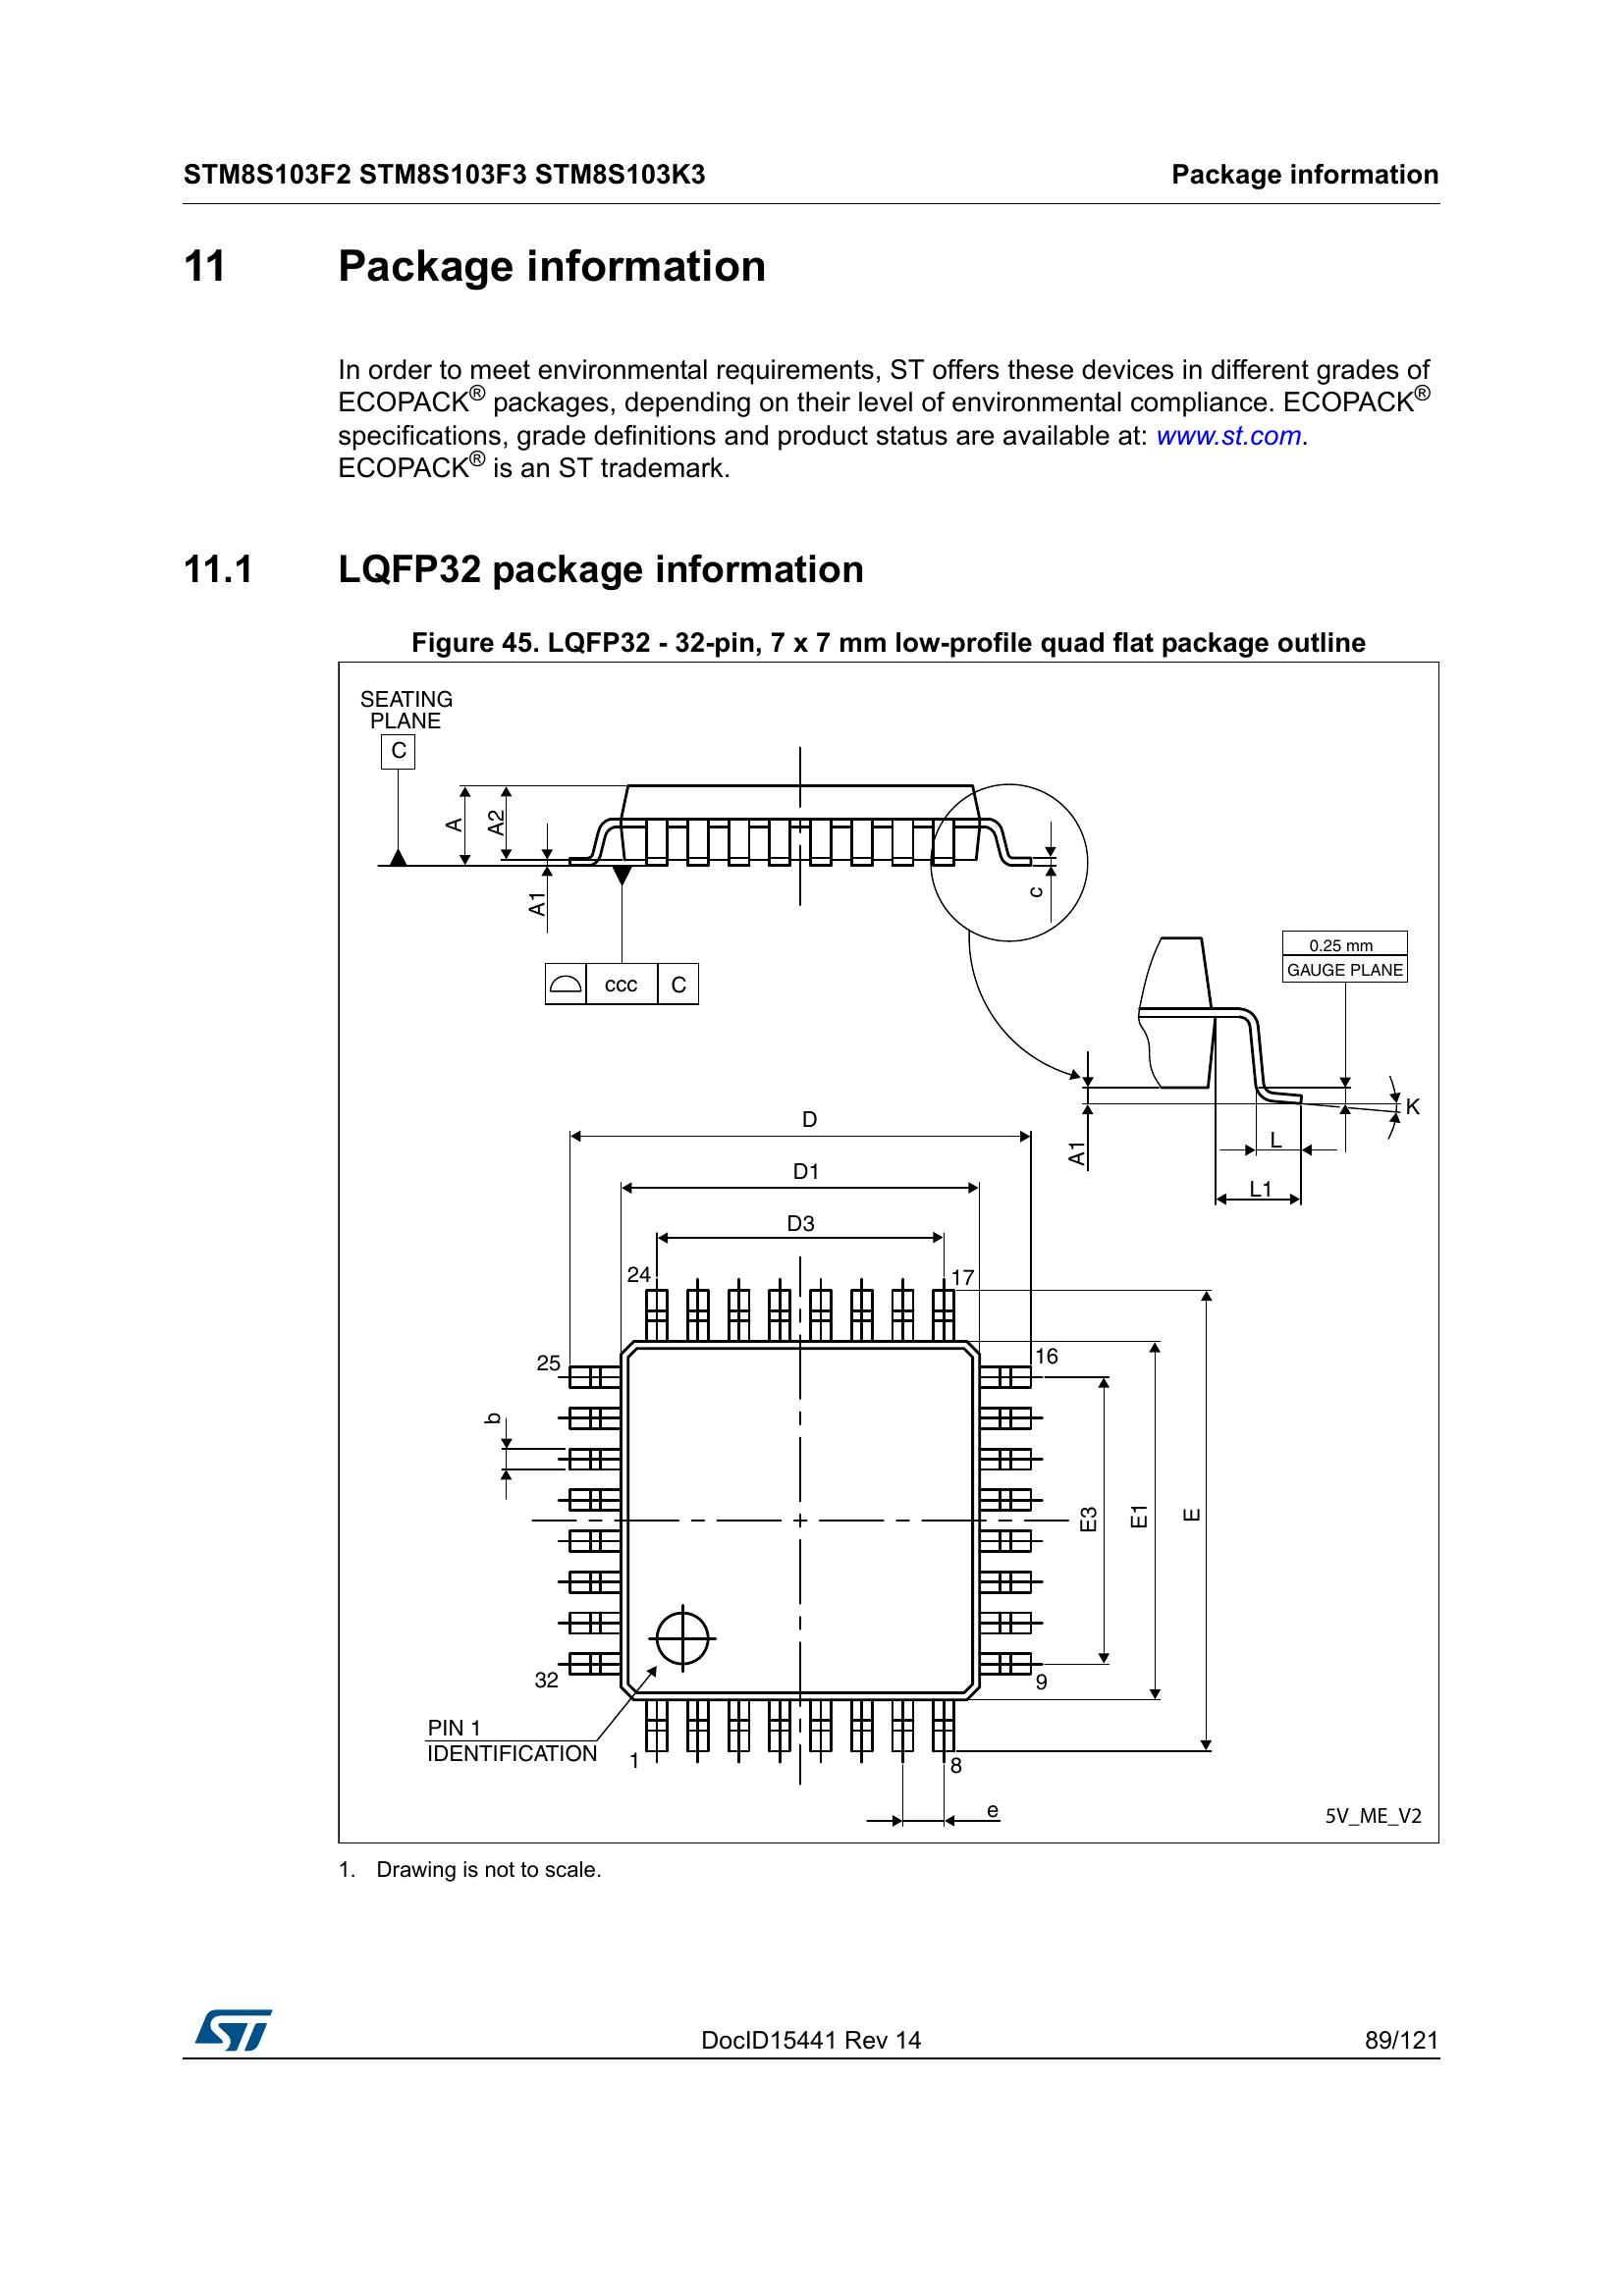 STM8S103F2 STM8S103F3 STM8S103K3 Package information
11 Package information
In order to meet environmental requirements, ST offers these devices in different grades of
ECOPACK® packages, depending on their level of environmental compliance. ECOPACK®
specifications, grade definitions and product status are available at: www.st.com.
ECOPACK® is an ST trademark.
11.1 LQFP32 package information
Figure 45. LQFP32 - 32-pin, 7 x 7 mm low-profile quad flat package outline
SEATING
PLANE
C
A
A2
A1
c
ccc C
0.25 mm
GAUGE PLANE
K
A1
L
L1
D
D1
D3
24
17
25
16
b
E3
E1
E
32
9
PIN 1
IDENTIFICATION
1
8
e
5V_ME_V2
1. Drawing is not to scale.
ST
DocID15441 Rev 14
89/121